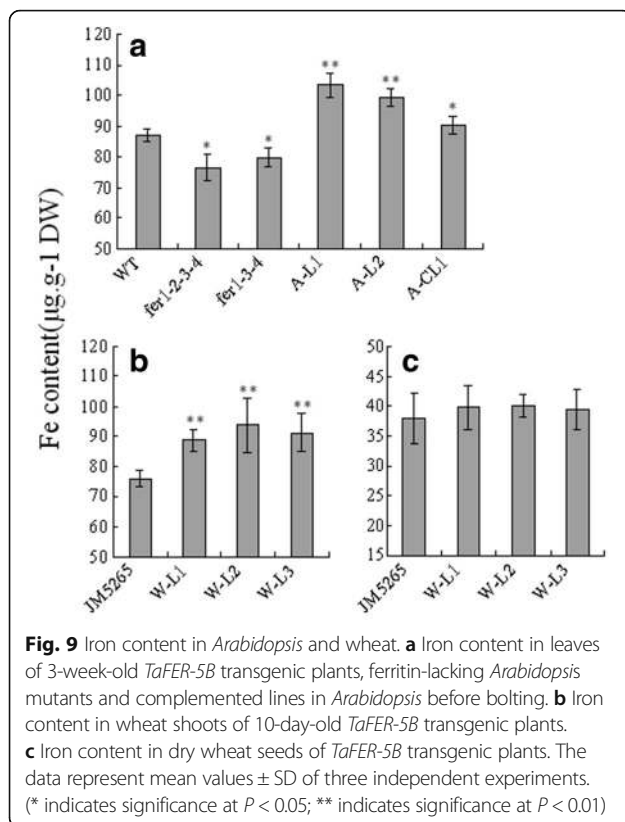 a
120
110
100
90
80
70
60
50
** ** * * *
WT fer1-2-3-4 fer1-3-4 A-L1 A-L2 A-CL1
Fe content(µg.g-1 DW)
b
120
110
100
90
80
70
60
50
** ** **
JM5265 W-L1 W-L2 W-L3
c
50
45
40
35
30
25
20
15
JM5265 W-L1 W-L2 W-L3
Fig. 9 Iron content in Arabidopsis and wheat. a Iron content in leaves
of 3-week-old TaFER-5B transgenic plants, ferritin-lacking Arabidopsis
mutants and complemented lines in Arabidopsis before bolting. b Iron
content in wheat shoots of 10-day-old TaFER-5B transgenic plants.
c Iron content in dry wheat seeds of TaFER-5B transgenic plants. The
data represent mean values ± SD of three independent experiments.
(* indicates significance at P < 0.05; ** indicates significance at P < 0.01)